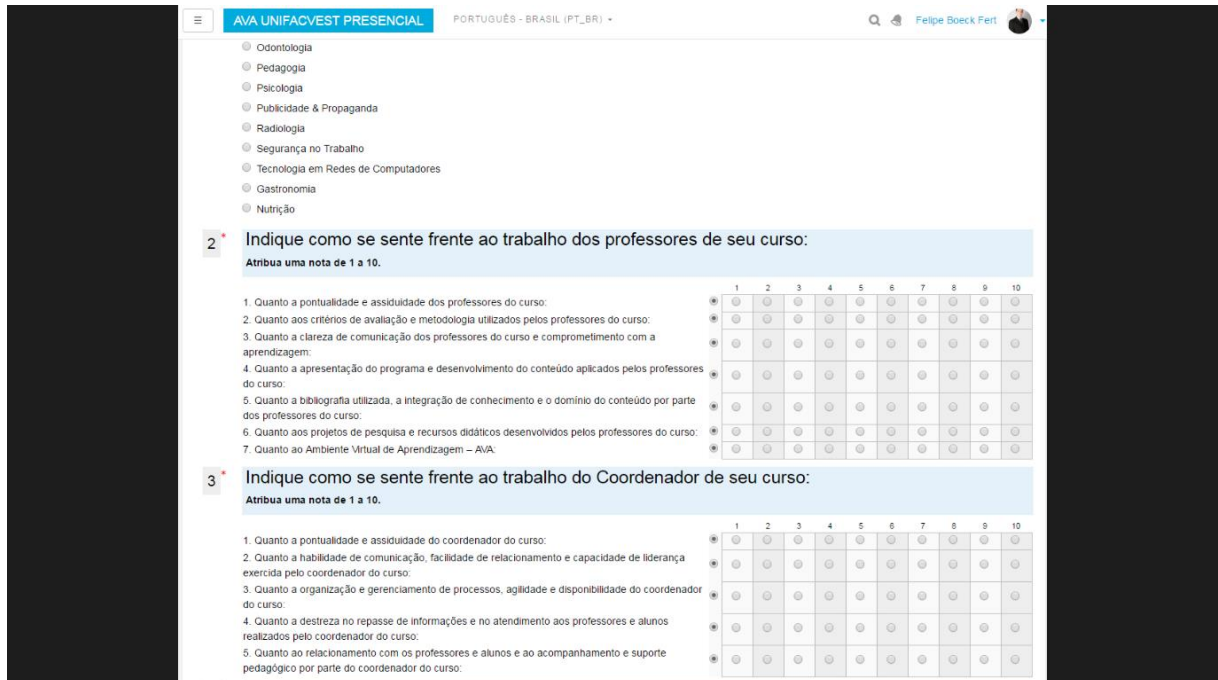 AVA UNIFACVEST PRESENCIAL PORTUGUÊS - BRASIL (PT_BR) Felipe Boeck Fert
Odontologia
Pedagogia
Psicologia
Publicidade & Propaganda
Radiologia
Segurança no Trabalho
Tecnologia em Redes de Computadores
Gastronomia
Nutrição
2 * Indique como se sente frente ao trabalho dos professores de seu curso:
Atribua uma nota de 1 a 10.
1 2 3 4 5 6 7 8 9 10
1. Quanto a pontualidade e assiduidade dos professores do curso:
2. Quanto aos critérios de avaliação e metodologia utilizados pelos professores do curso:
3. Quanto a clareza de comunicação dos professores do curso e comprometimento com a
aprendizagem:
4. Quanto a apresentação do programa e desenvolvimento do conteúdo aplicados pelos professores
do curso:
5. Quanto a bibliografia utilizada, a integração de conhecimento e o domínio do conteúdo por parte
dos professores do curso:
6. Quanto aos projetos de pesquisa e recursos didáticos desenvolvidos pelos professores do curso:
7. Quanto ao Ambiente Virtual de Aprendizagem – AVA:
3 * Indique como se sente frente ao trabalho do Coordenador de seu curso:
Atribua uma nota de 1 a 10.
1 2 3 4 5 6 7 8 9 10
1. Quanto a pontualidade e assiduidade do coordenador do curso:
2. Quanto a habilidade de comunicação, facilidade de relacionamento e capacidade de liderança
exercida pelo coordenador do curso:
3. Quanto a organização e gerenciamento de processos, agilidade e disponibilidade do coordenador
do curso:
4. Quanto a destreza no repasse de informações e no atendimento aos professores e alunos
realizados pelo coordenador do curso:
5. Quanto ao relacionamento com os professores e alunos e ao acompanhamento e suporte
pedagógico por parte do coordenador do curso: